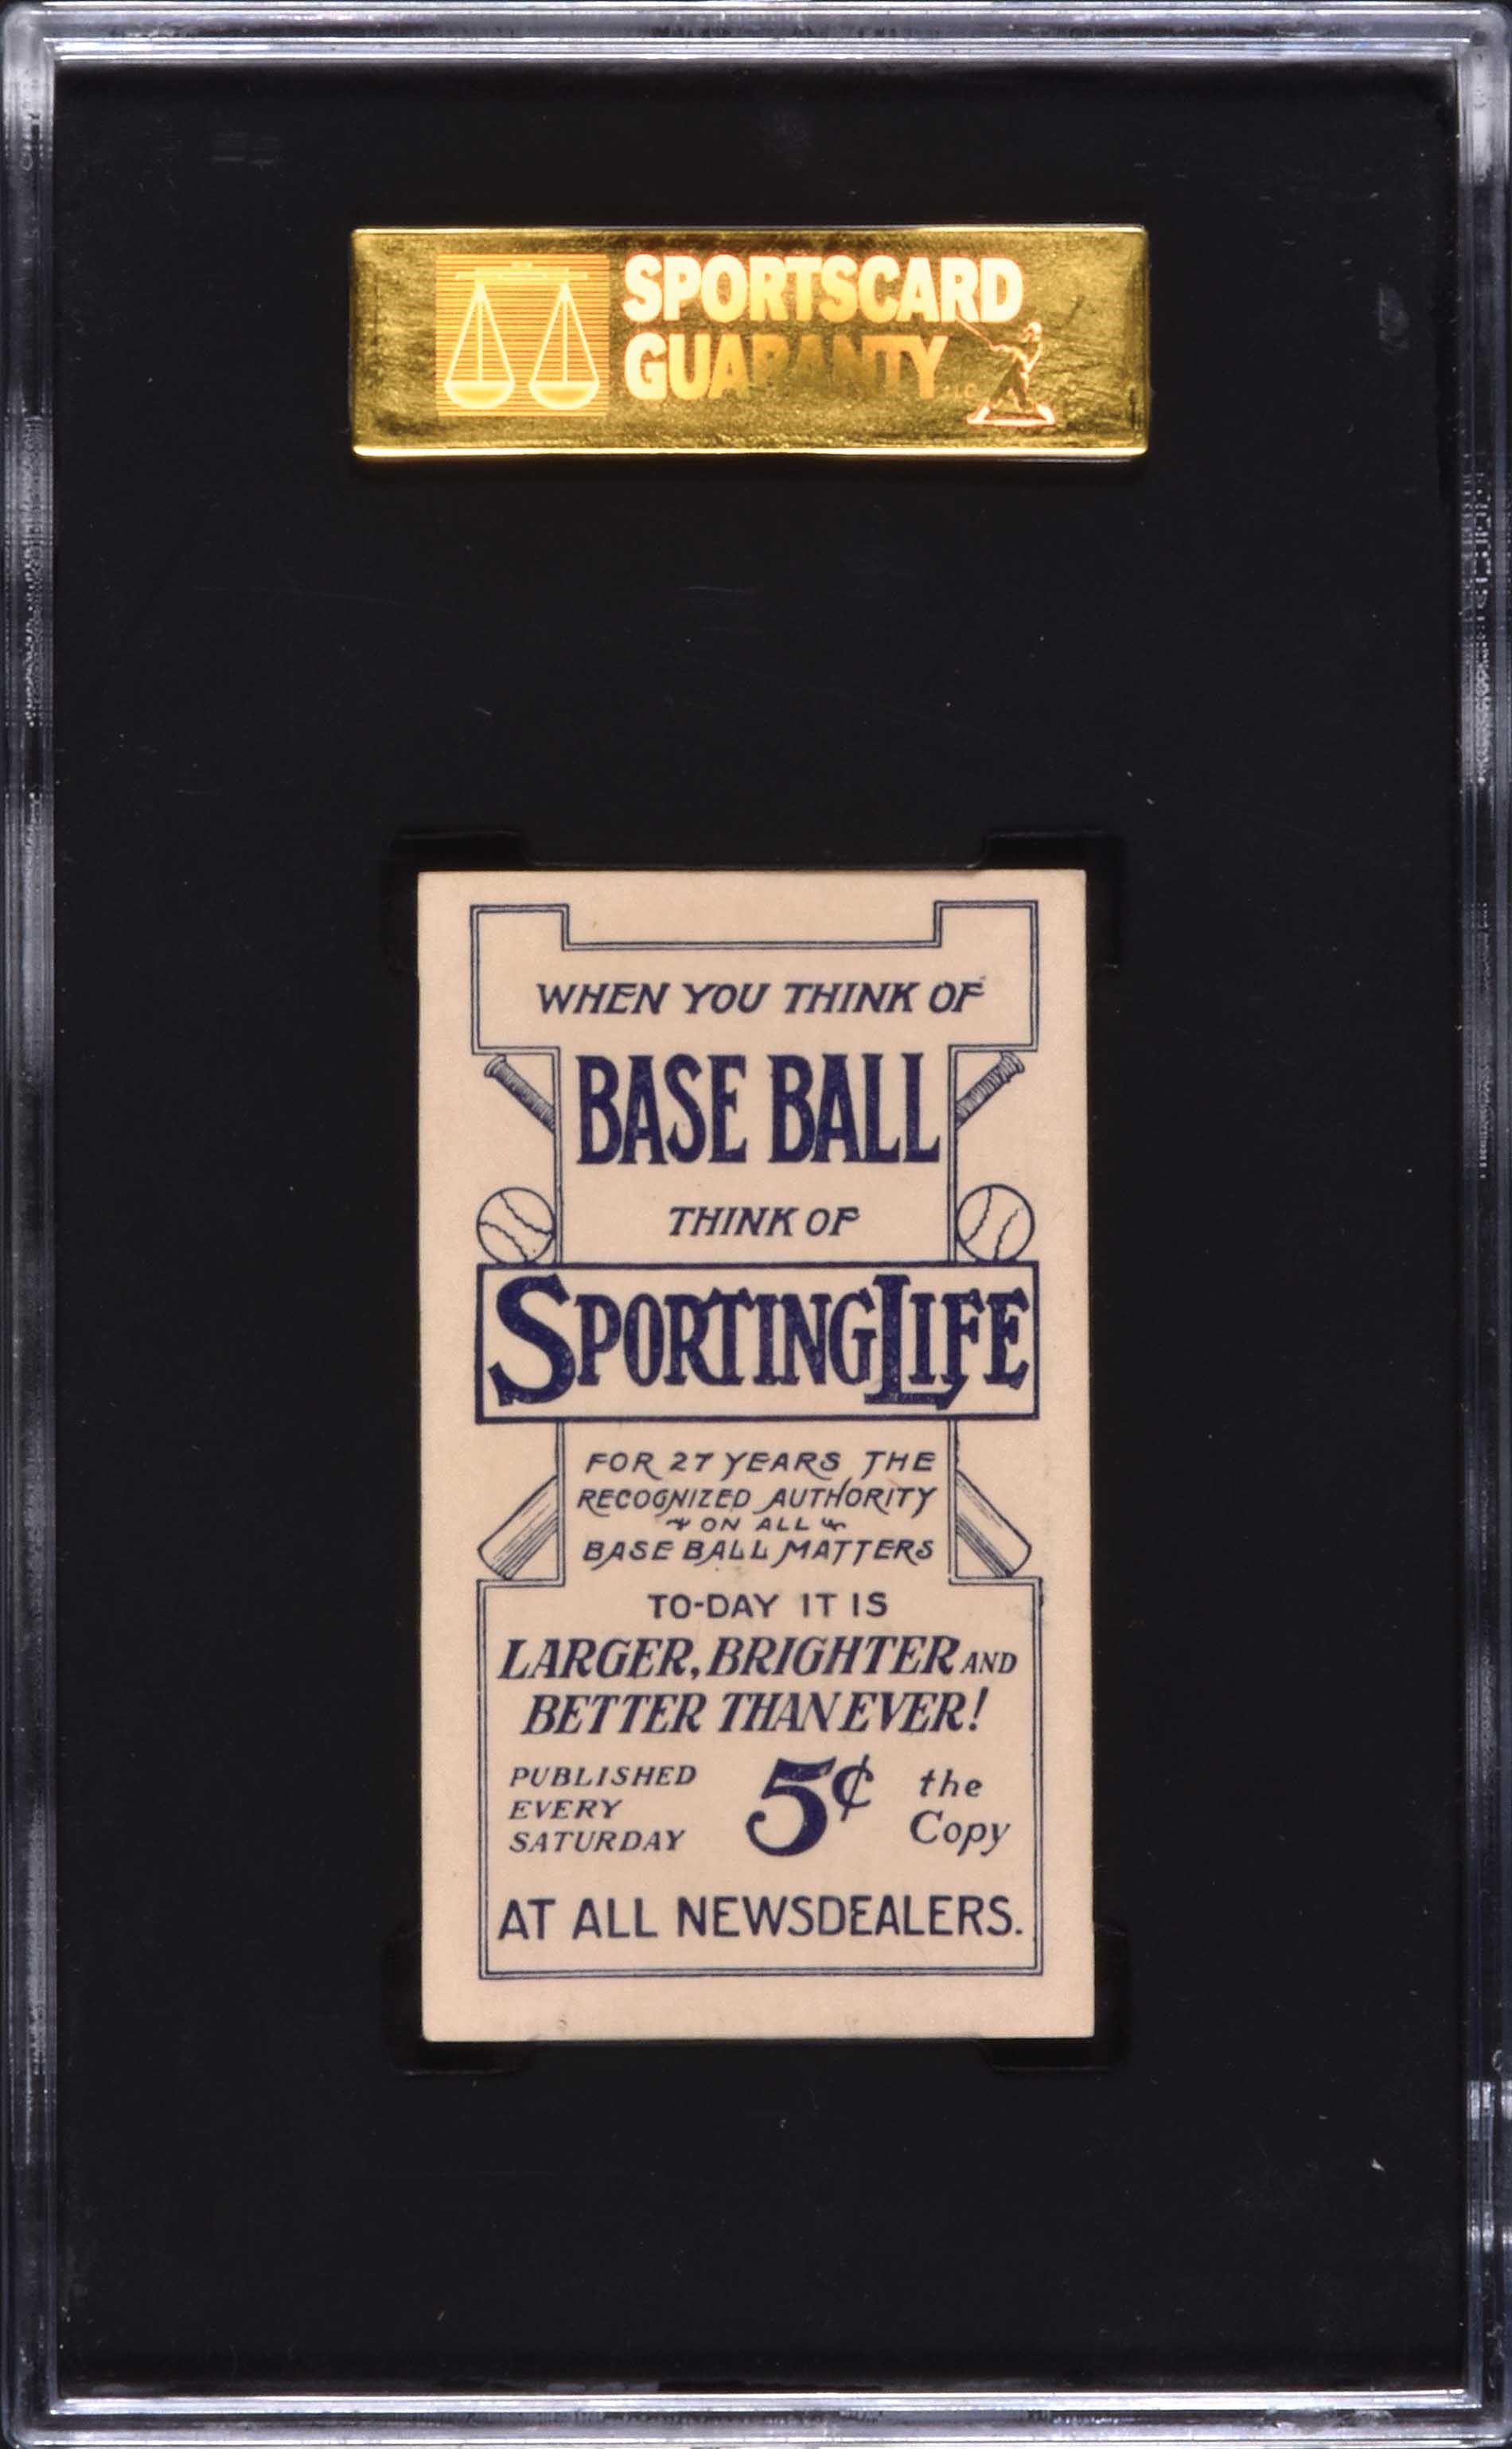 SPORTSCARD
GUARANTY LLC
WHEN YOU THINK OF
BASE BALL
THINK OF
SPORTING LIFE
FOR 27 YEARS THE
RECOGNIZED AUTHORITY
ON ALL
BASE BALL MATTERS
TO-DAY IT IS
LARGER, BRIGHTER AND
BETTER THAN EVER!
PUBLISHED
EVERY
SATURDAY
5¢
the
Copy
AT ALL NEWSDEALERS.